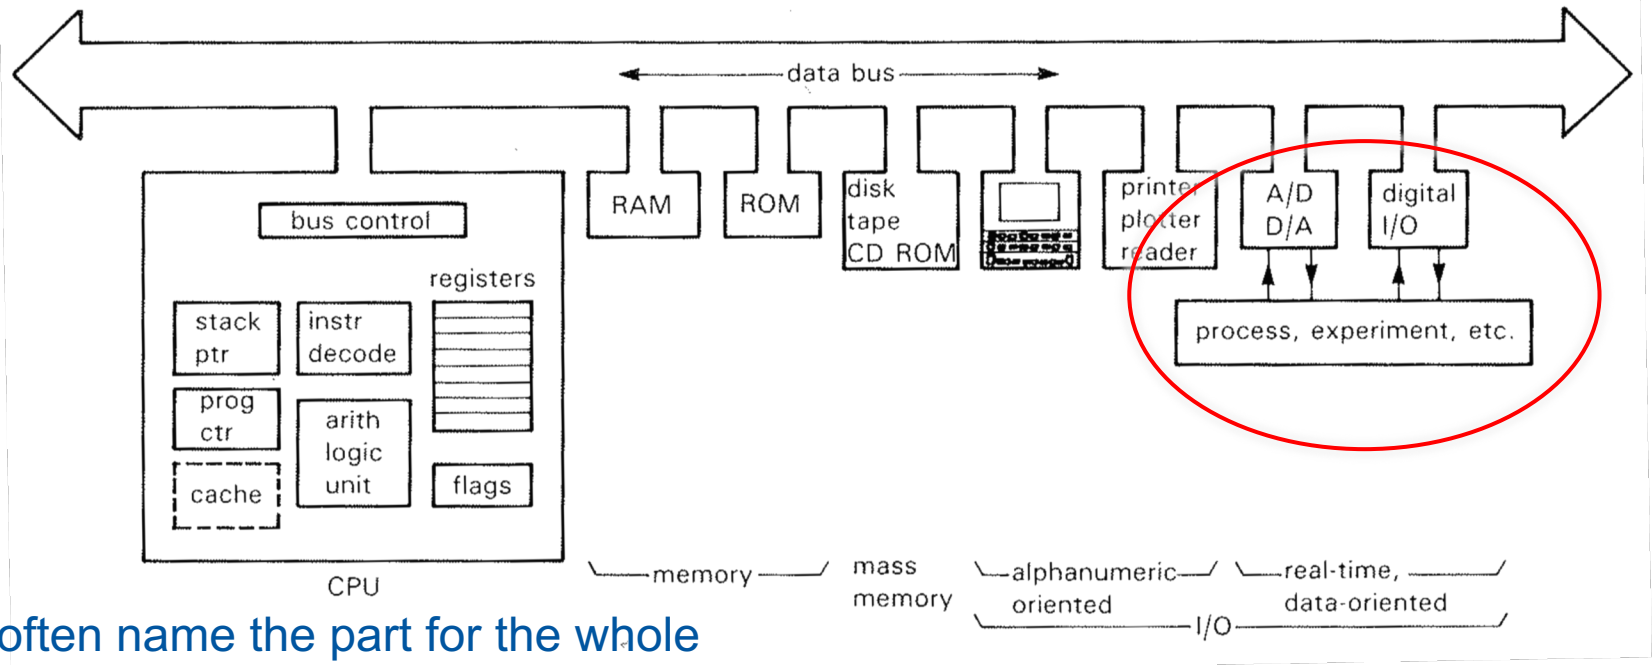 data bus
bus control
registers
stack
ptr
instr
decode
prog
ctr
arith
logic
unit
cache
flags
CPU
RAM
ROM
disk
tape
CD ROM
printer
plotter
reader
A/D
D/A
digital
I/O
process, experiment, etc.
memory
mass
memory
alphanumeric
oriented
real-time,
data-oriented
I/O
often name the part for the whole